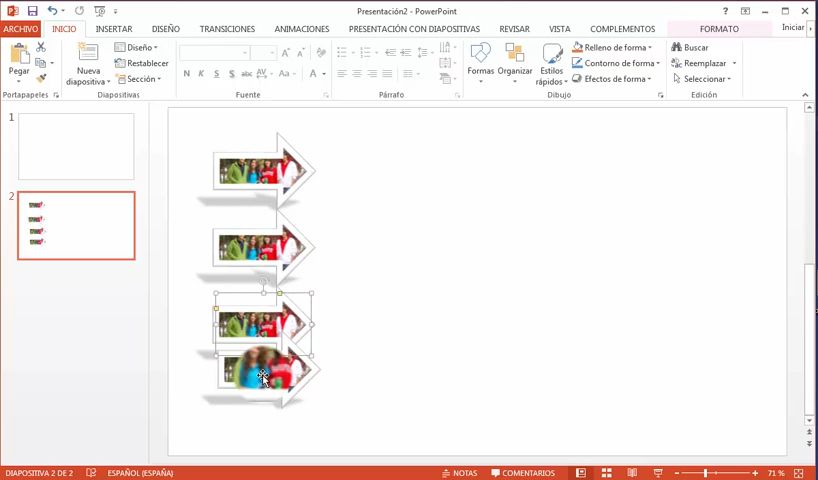 Presentación2 - PowerPoint
ARCHIVO INICIO INSERTAR DISEÑO TRANSICIONES ANIMACIONES PRESENTACIÓN CON DIAPOSITIVAS REVISAR VISTA COMPLEMENTOS FORMATO Iniciar
Pegar
Nueva diapositiva
Diseño
Restablecer
Sección
N K S S abc AV Aa A
Formas
Organizar
Estilos rápidos
Relleno de forma
Contorno de forma
Efectos de forma
Buscar
Reemplazar
Seleccionar
Portapapeles Diapositivas Fuente Párrafo Dibujo Edición
1
2
DIAPOSITIVA 2 DE 2 ESPAÑOL (ESPAÑA) NOTAS COMENTARIOS 71 %